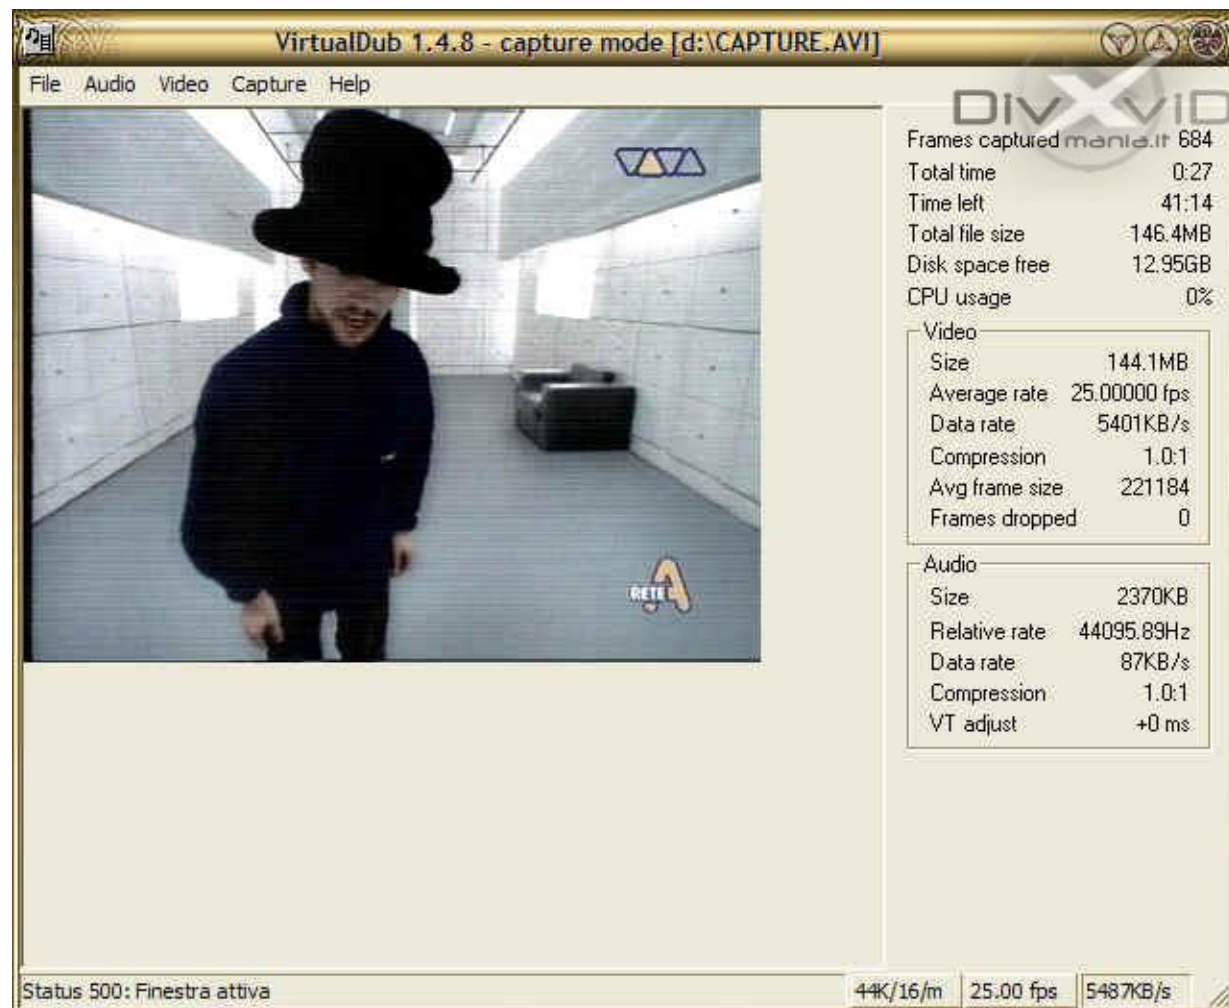 VirtualDub 1.4.8 - capture mode [d:\CAPTURE.AVI]
File Audio Video Capture Help
DivXviD
mania.it
VIVA
Frames captured 684
Total time 0:27
Time left 41:14
Total file size 146.4MB
Disk space free 12.95GB
CPU usage 0%
Video
Size 144.1MB
Average rate 25.00000 fps
Data rate 5401KB/s
Compression 1.0:1
Avg frame size 221184
Frames dropped 0
Audio
Size 2370KB
Relative rate 44095.89Hz
Data rate 87KB/s
Compression 1.0:1
VT adjust +0 ms
RETE A
Status 500: Finestra attiva 44K/16/m 25.00 fps 5487KB/s